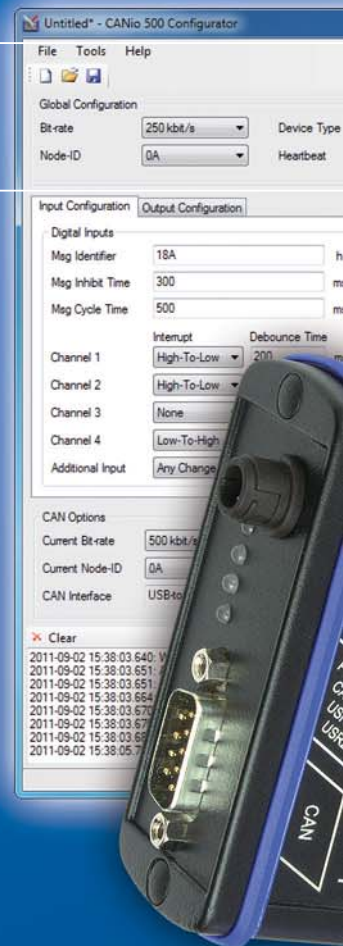 Untitled* - CANio 500 Configurator
File Tools Help
Global Configuration
Bit-rate 250 kbit/s Device Type
Node-ID 0A Heartbeat
Input Configuration Output Configuration
Digital Inputs
Msg Identifier 18A h
Msg Inhibit Time 300
Msg Cycle Time 500
Interrupt Debounce Time
Channel 1 High-To-Low 200
Channel 2 High-To-Low
Channel 3 None
Channel 4 Low-To-High
Additional Input Any Change
CAN Options
Current Bit-rate 500 kbit/s
Current Node-ID 0A
CAN Interface USB-to
Clear
2011-09-02 15:38:03.640:
2011-09-02 15:38:03.651:
2011-09-02 15:38:03.651:
2011-09-02 15:38:03.664
2011-09-02 15:38:03.670
2011-09-02 15:38:03.67
2011-09-02 15:38:03.68
2011-09-02 15:38:05.7
CAN